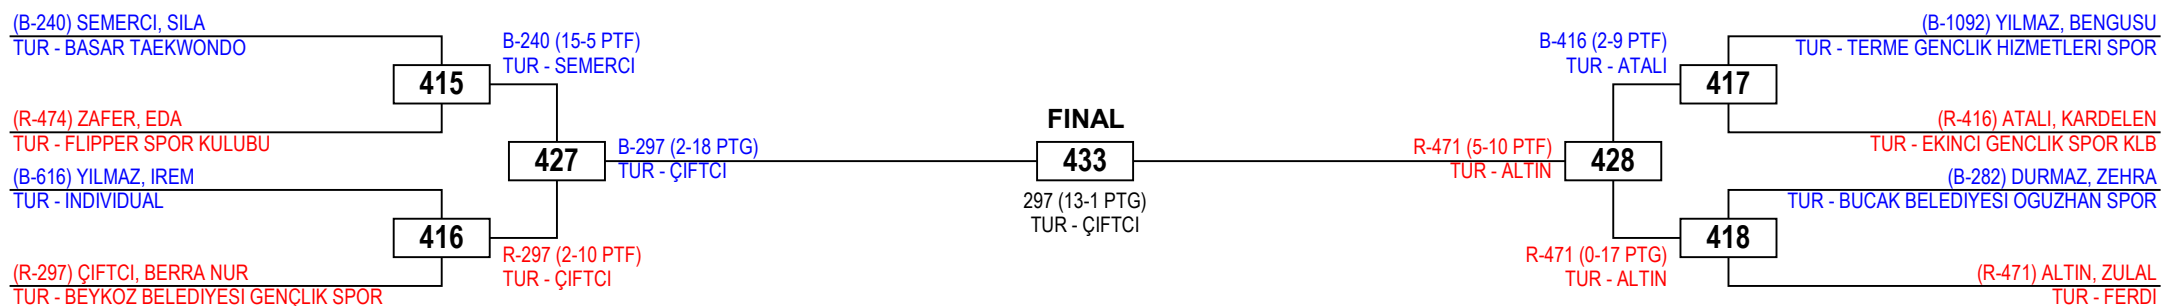 (B-240) SEMERCI, SILA
TUR - BASAR TAEKWONDO
(R-474) ZAFER, EDA
TUR - FLIPPER SPOR KULUBU
(B-616) YILMAZ, IREM
TUR - INDIVIDUAL
(R-297) ÇIFTCI, BERRA NUR
TUR - BEYKOZ BELEDIYESI GENÇLIK SPOR
415
416
B-240 (15-5 PTF)
TUR - SEMERCI
R-297 (2-10 PTF)
TUR - ÇIFTCI
427
B-297 (2-18 PTG)
TUR - ÇIFTCI
FINAL
433
297 (13-1 PTG)
TUR - ÇIFTCI
R-471 (5-10 PTF)
TUR - ALTIN
428
B-416 (2-9 PTF)
TUR - ATALI
R-471 (0-17 PTG)
TUR - ALTIN
417
418
(B-1092) YILMAZ, BENGUSU
TUR - TERME GENCLIK HIZMETLERI SPOR
(R-416) ATALI, KARDELEN
TUR - EKINCI GENCLIK SPOR KLB
(B-282) DURMAZ, ZEHRA
TUR - BUCAK BELEDIYESI OGUZHAN SPOR
(R-471) ALTIN, ZULAL
TUR - FERDI